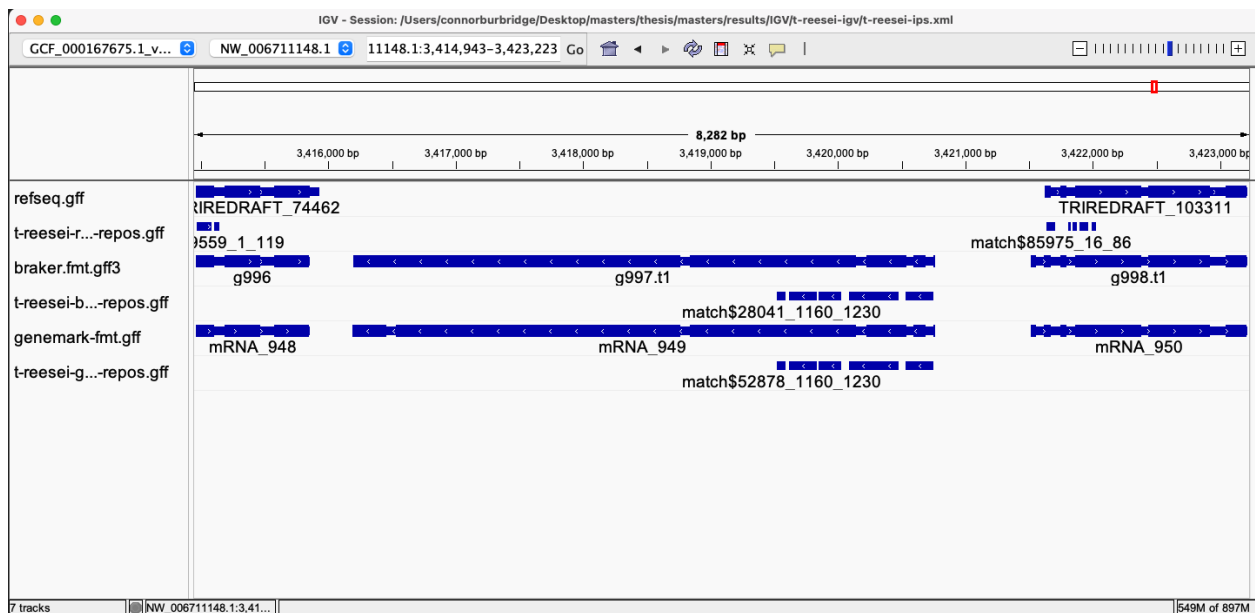 IGV - Session: /Users/connorburbridge/Desktop/masters/thesis/masters/results/IGV/t-reesei-igv/t-reesei-ips.xml
GCF_000167675.1_v... NW_006711148.1 11148.1:3,414,943-3,423,223 Go
8,282 bp
3,416,000 bp 3,417,000 bp 3,418,000 bp 3,419,000 bp 3,420,000 bp 3,421,000 bp 3,422,000 bp 3,423,000 bp
refseq.gff
RIREDRAFT_74462 TRIREDRAFT_103311
t-reesei-r...-repos.gff
9559_1_119 match$85975_16_86
braker.fmt.gff3
g996 g997.t1 g998.t1
t-reesei-b...-repos.gff
match$28041_1160_1230
genemark-fmt.gff
mRNA_948 mRNA_949 mRNA_950
t-reesei-g...-repos.gff
match$52878_1160_1230
7 tracks NW_006711148.1:3,41... 549M of 897M